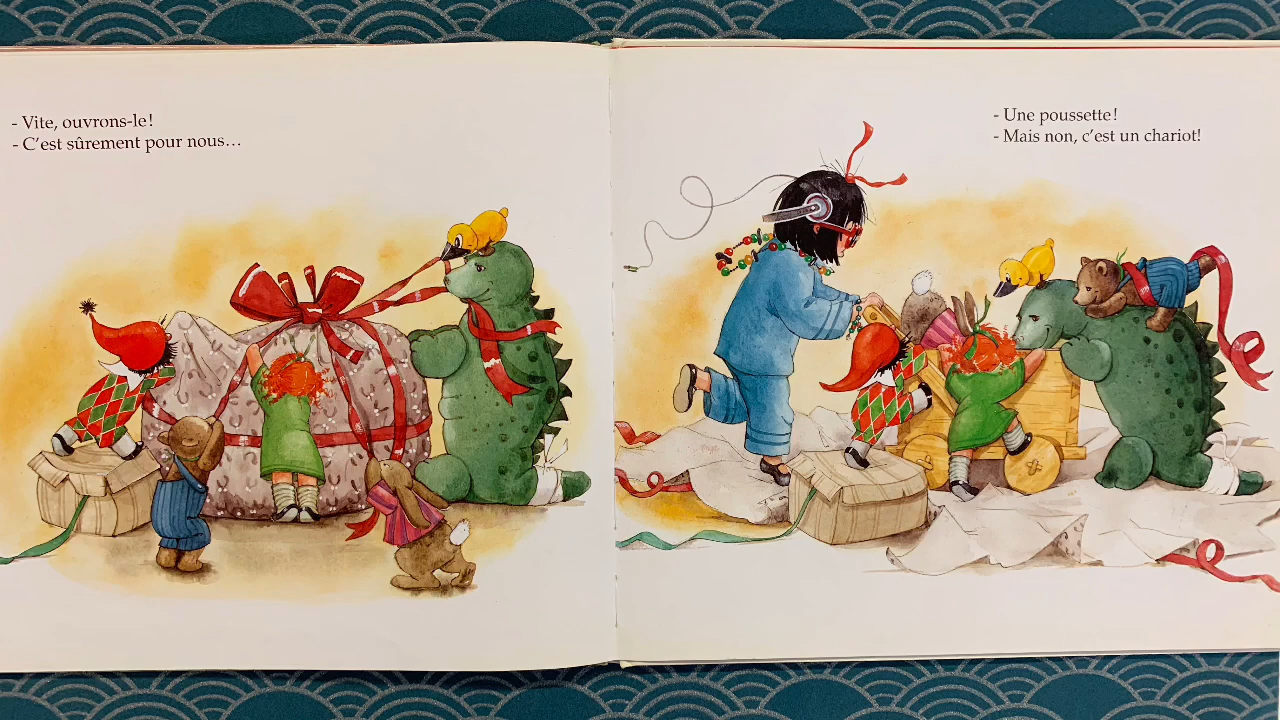 - Vite, ouvrons-le !
- C’est sûrement pour nous…
- Une poussette !
- Mais non, c’est un chariot!